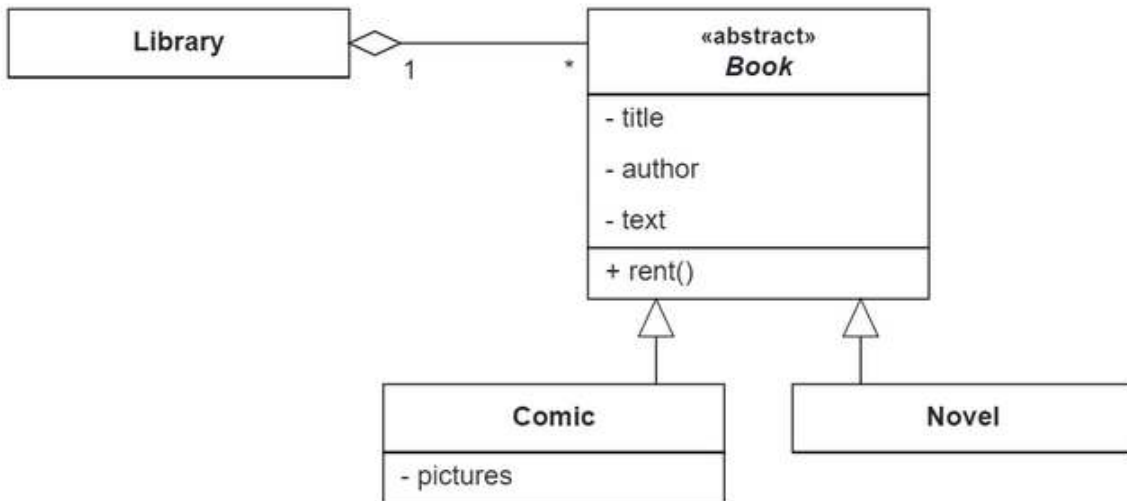 Library
1
*
«abstract»
Book
- title
- author
- text
+ rent()
Comic
- pictures
Novel